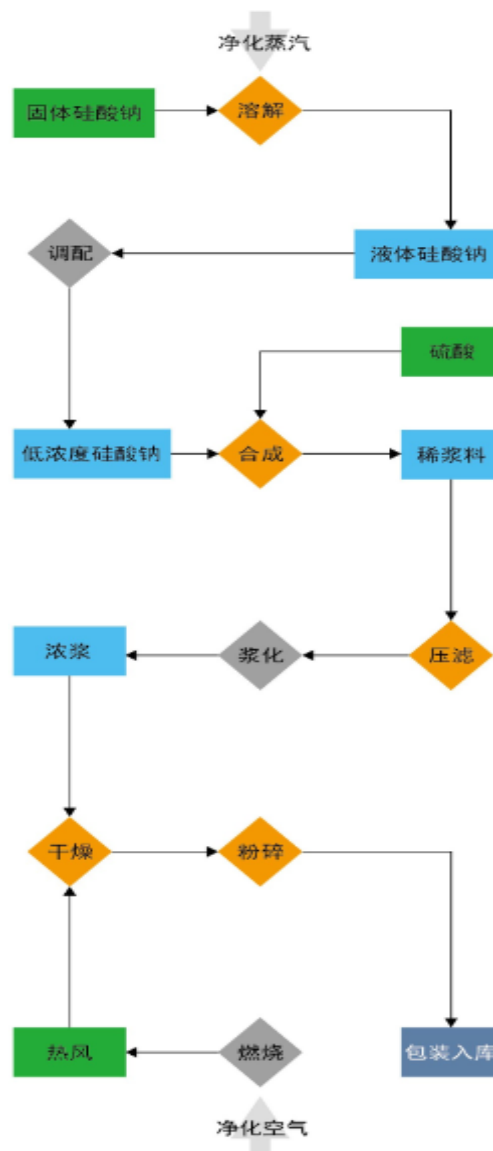 净化蒸汽
固体硅酸钠
溶解
调配
液体硅酸钠
硫酸
低浓度硅酸钠
合成
稀浆料
浓浆
浆化
压滤
干燥
粉碎
热风
燃烧
包装入库
净化空气